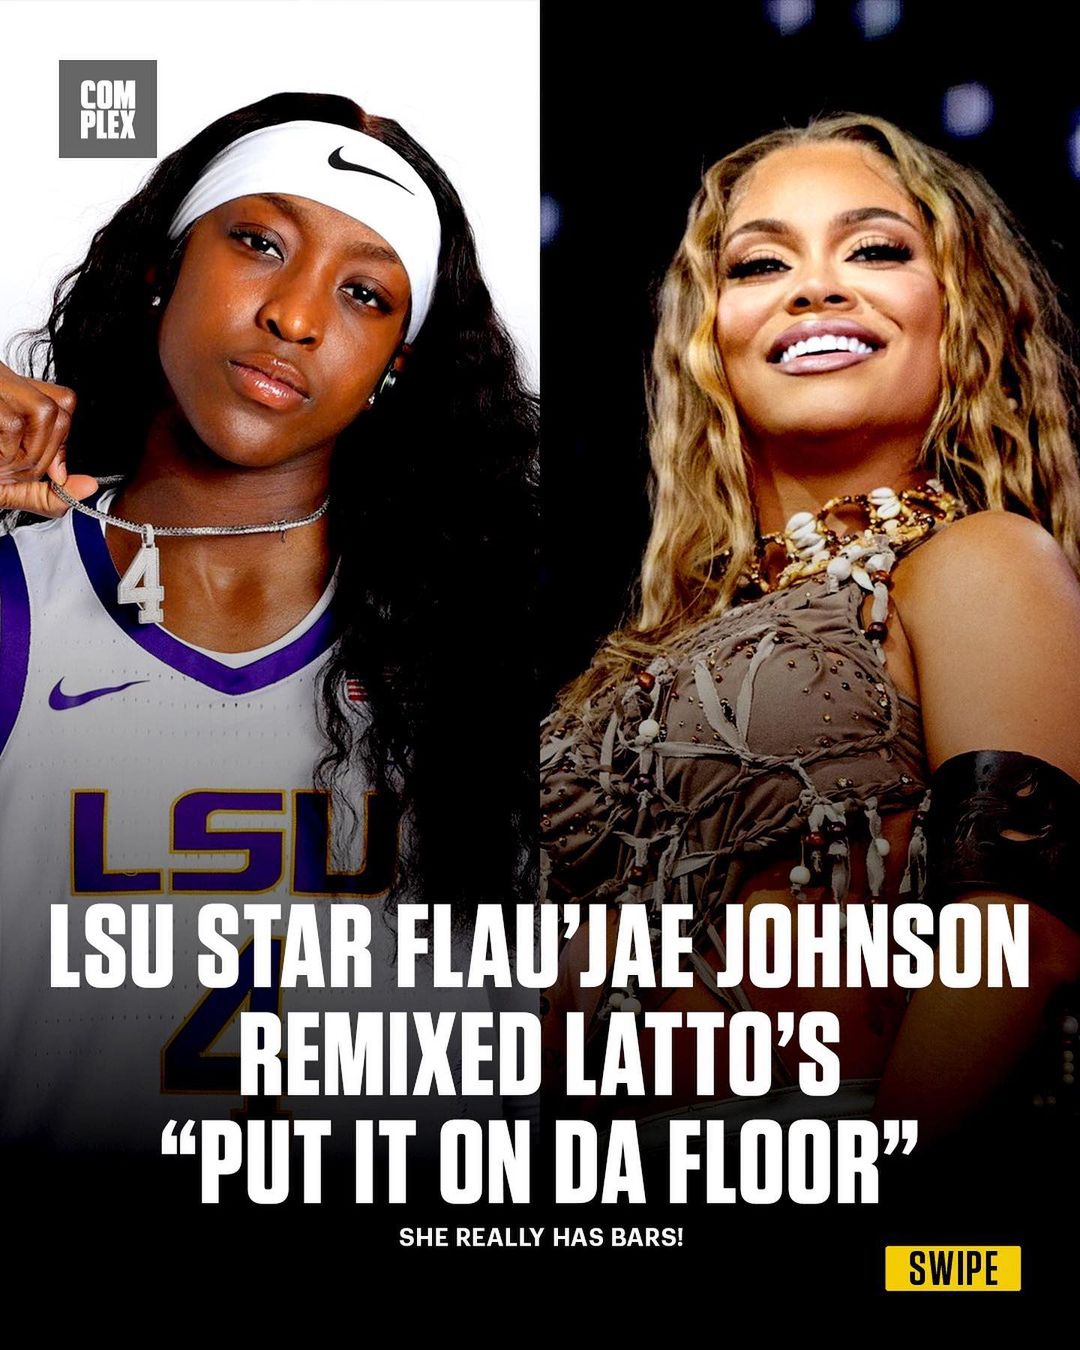 COM
PLEX
4
LSU
4
LSU STAR FLAU’JAE JOHNSON
REMIXED LATTO’S
“PUT IT ON DA FLOOR”
SHE REALLY HAS BARS!
SWIPE